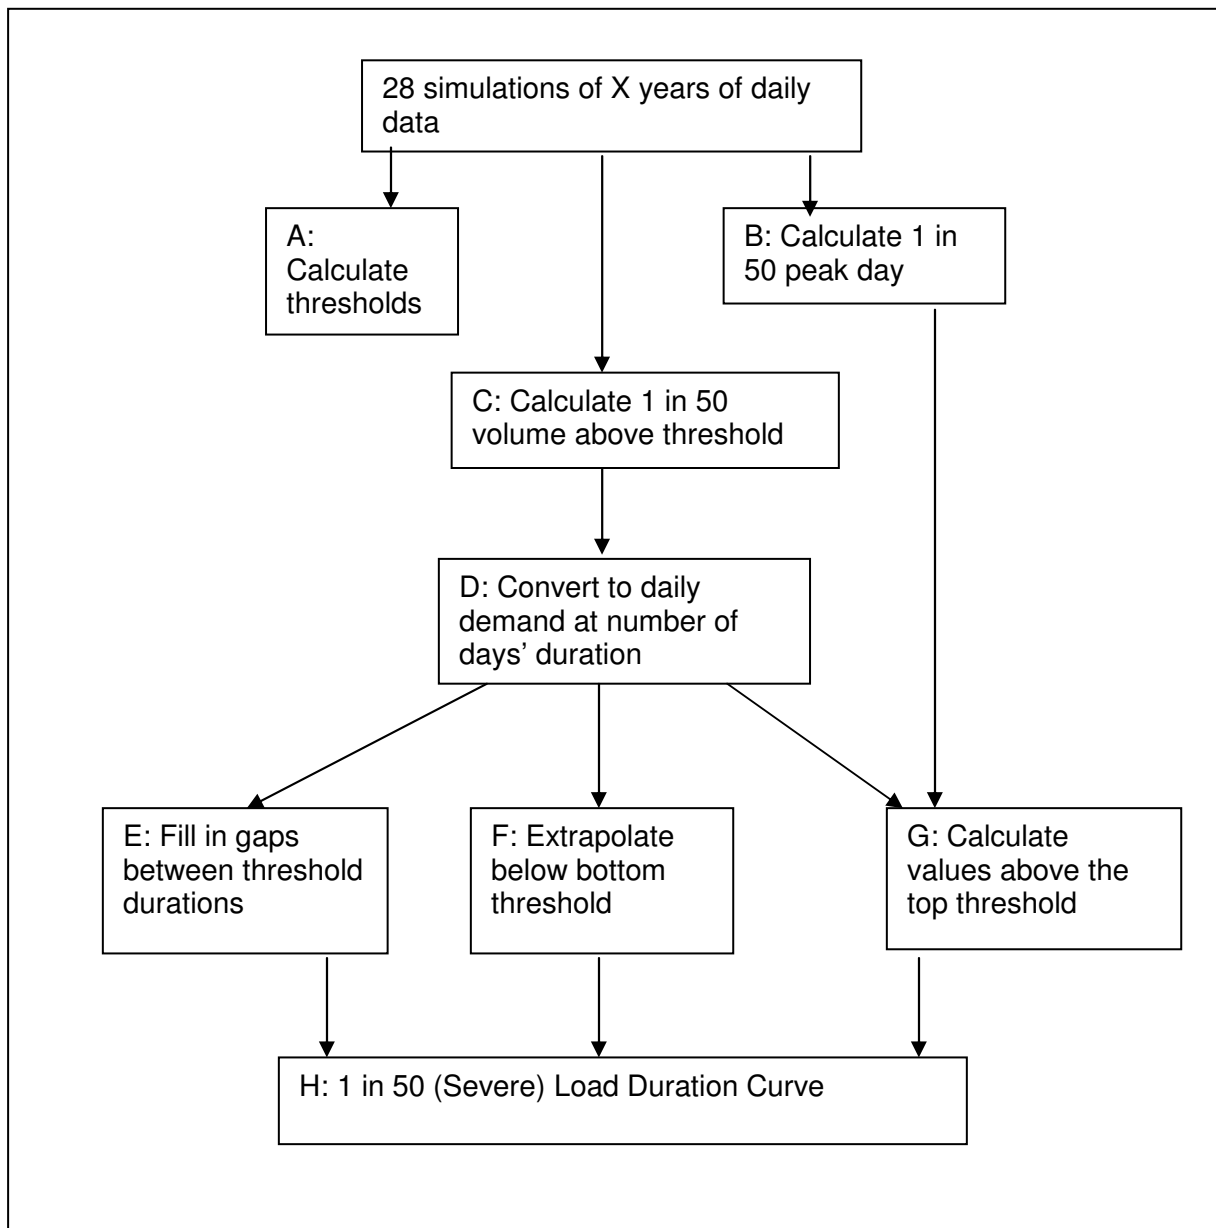 28 simulations of X years of daily
data
A:
Calculate
thresholds
B: Calculate 1 in
50 peak day
C: Calculate 1 in 50
volume above threshold
D: Convert to daily
demand at number of
days’ duration
E: Fill in gaps
between threshold
durations
F: Extrapolate
below bottom
threshold
G: Calculate
values above the
top threshold
H: 1 in 50 (Severe) Load Duration Curve